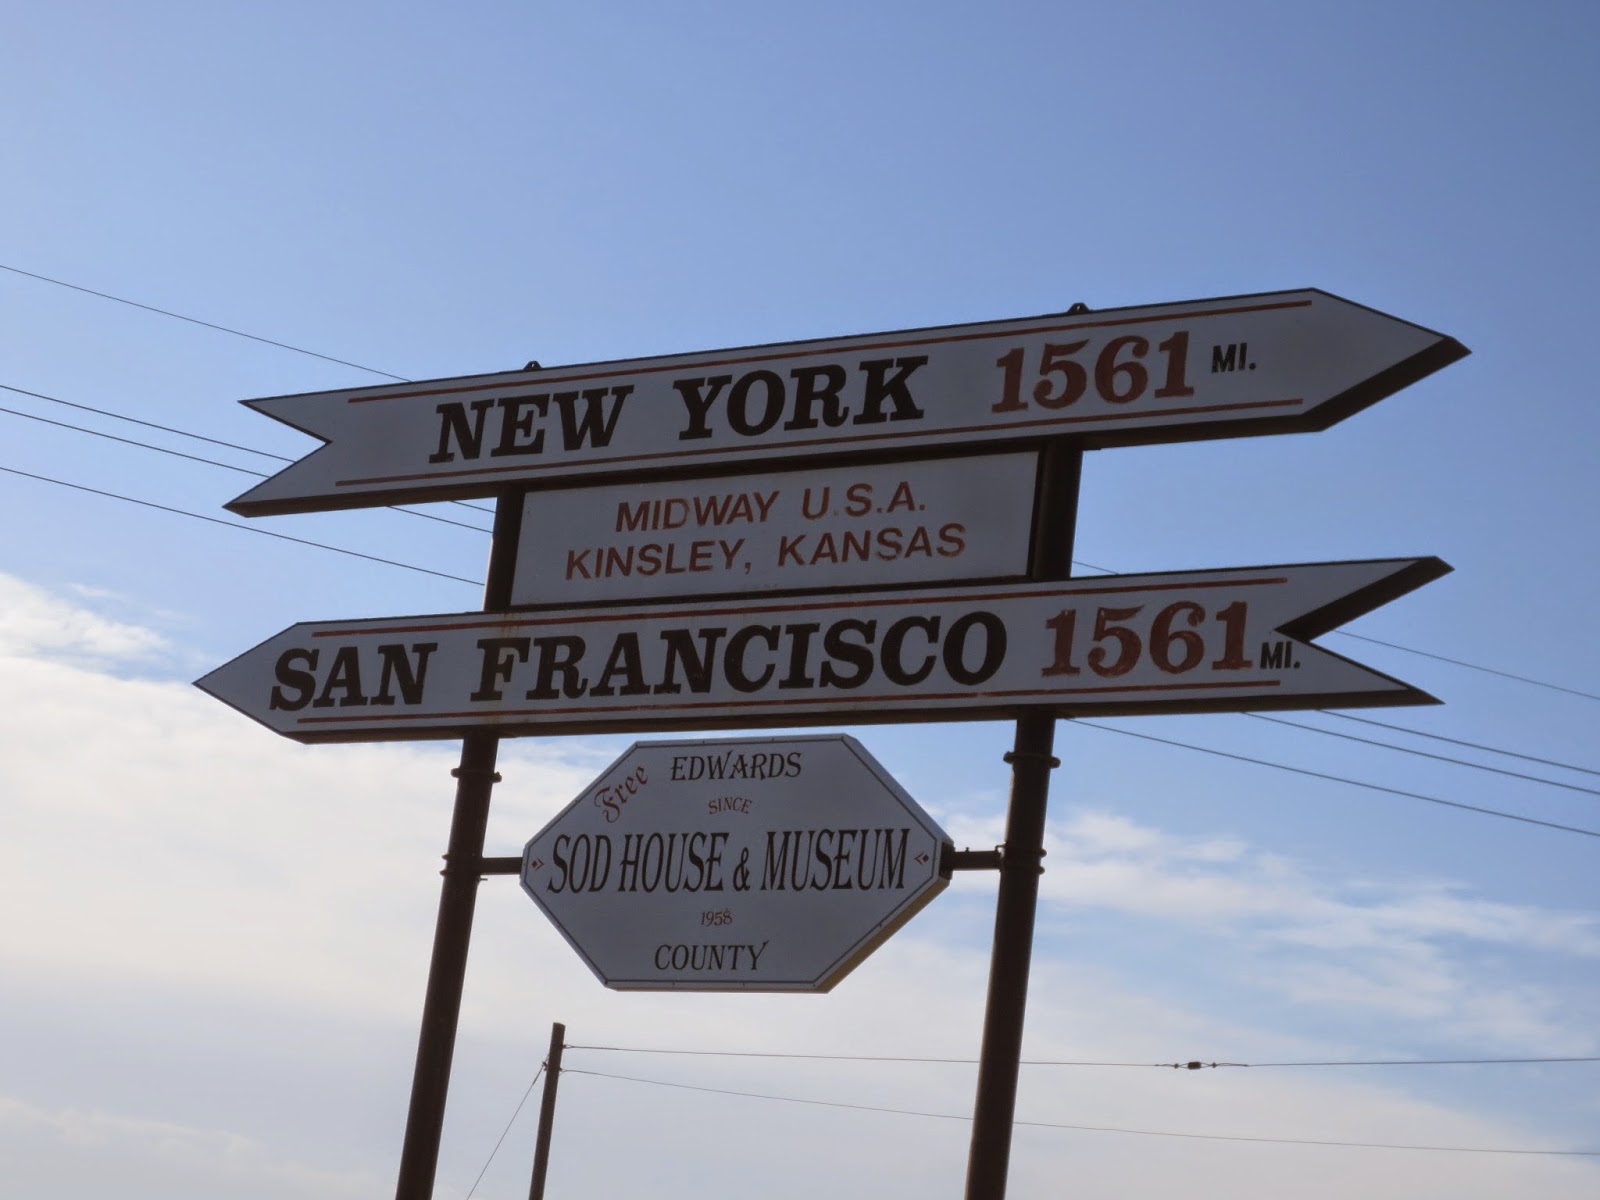 NEW YORK 1561 MI.
MIDWAY U.S.A.
KINSLEY, KANSAS
SAN FRANCISCO 1561 MI.
Free EDWARDS
SINCE
SOD HOUSE & MUSEUM
1958
COUNTY